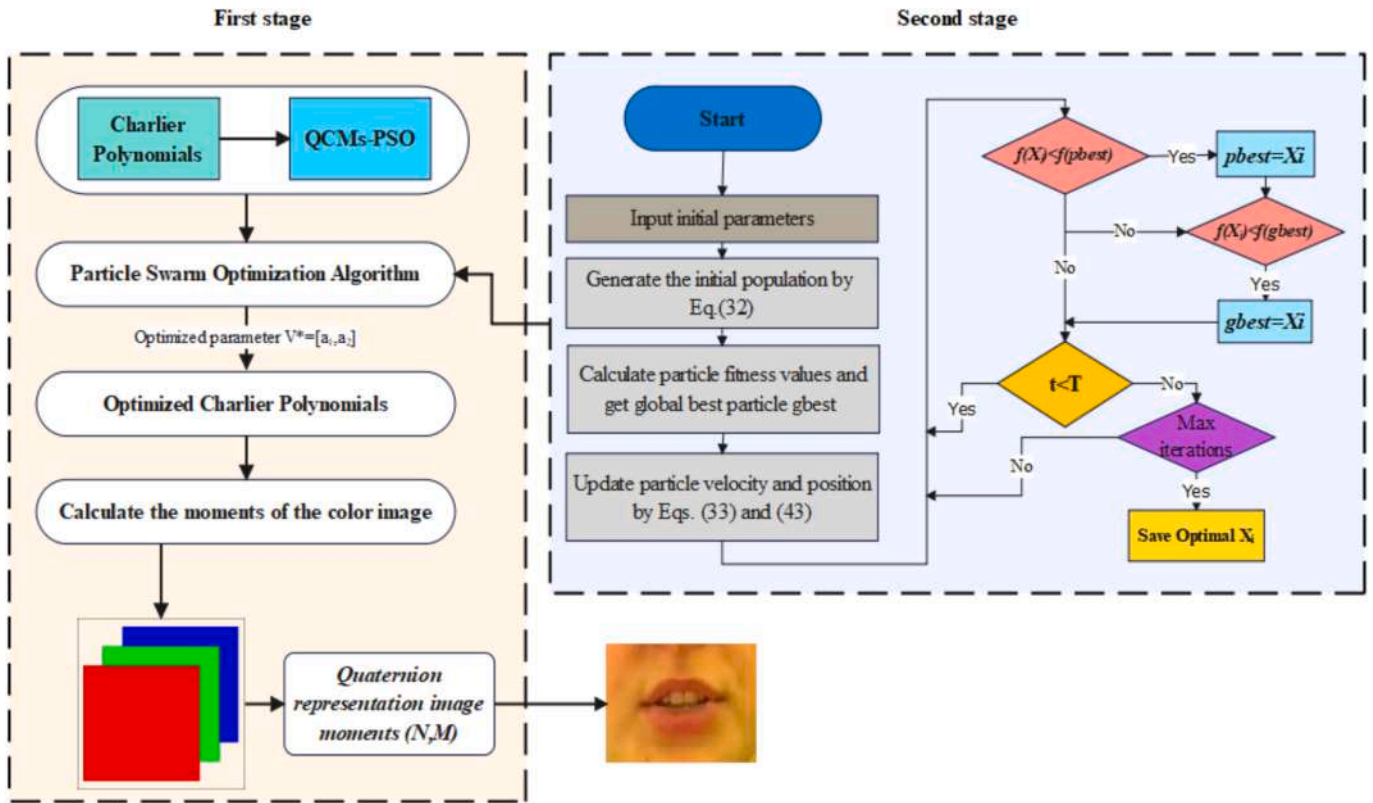 First stage
Charlier
Polynomials
QCMs-PSO
Particle Swarm Optimization Algorithm
Optimized parameter V*=[a₁,a₂]
Optimized Charlier Polynomials
Calculate the moments of the color image
Quaternion
representation image
moments (N,M)
Second stage
Start
Input initial parameters
Generate the initial population by
Eq.(32)
Calculate particle fitness values and
get global best particle gbest
Update particle velocity and position
by Eqs. (33) and (43)
f(Xᵢ)<f(pbest)
Yes
pbest=Xi
No
f(Xᵢ)<f(gbest)
No
Yes
gbest=Xi
t<T
Yes
No
Max
iterations
No
Yes
Save Optimal Xᵢ